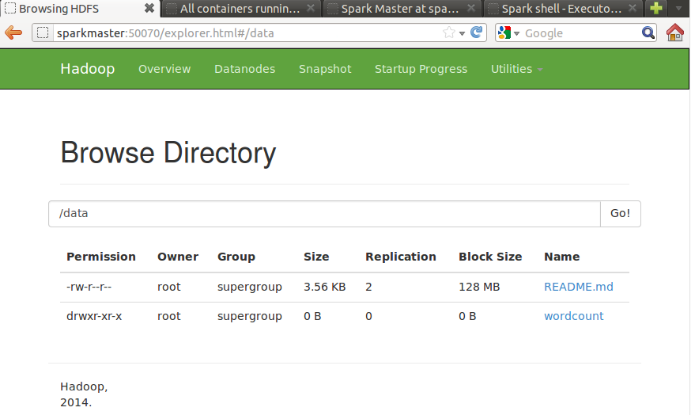 Browsing HDFS All containers runnin... Spark Master at spa... Spark shell - Executo...
sparkmaster:50070/explorer.html#/data Google
Hadoop Overview Datanodes Snapshot Startup Progress Utilities
Browse Directory
/data Go!
Permission Owner Group Size Replication Block Size Name
-rw-r--r-- root supergroup 3.56 KB 2 128 MB README.md
drwxr-xr-x root supergroup 0 B 0 0 B wordcount
Hadoop,
2014.